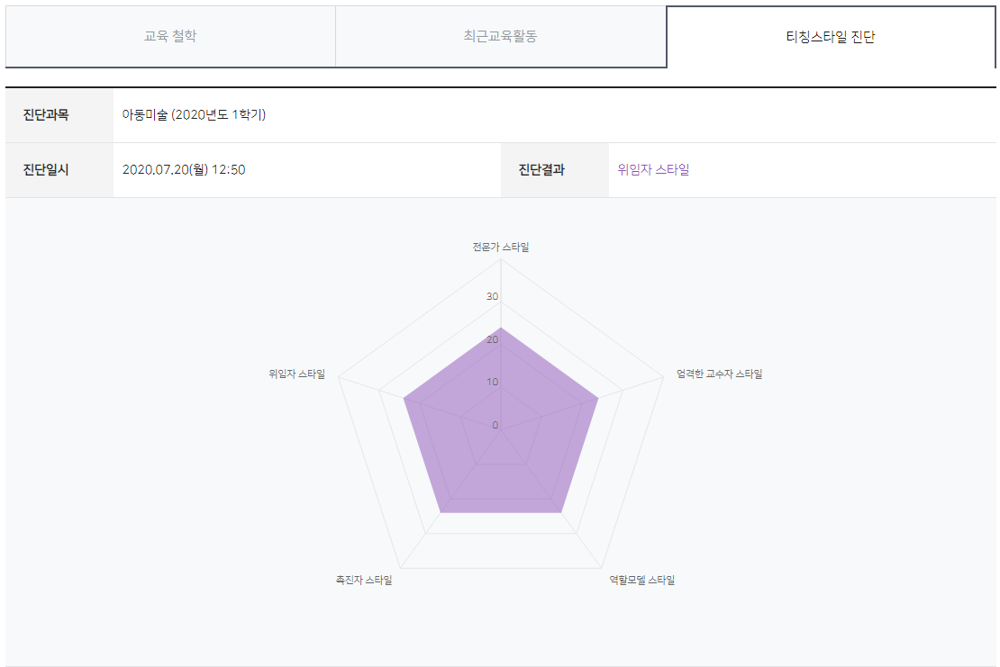 교육 철학
최근교육활동
티칭스타일 진단
진단과목
아동미술 (2020년도 1학기)
진단일시
2020.07.20(월) 12:50
진단결과
위임자 스타일
전문가 스타일
30
20
10
0
위임자 스타일
엄격한 교수자 스타일
촉진자 스타일
역할모델 스타일